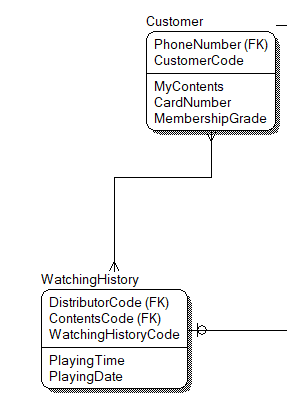 Customer
PhoneNumber (FK)
CustomerCode
MyContents
CardNumber
MembershipGrade
WatchingHistory
DistributorCode (FK)
ContentsCode (FK)
WatchingHistoryCode
PlayingTime
PlayingDate